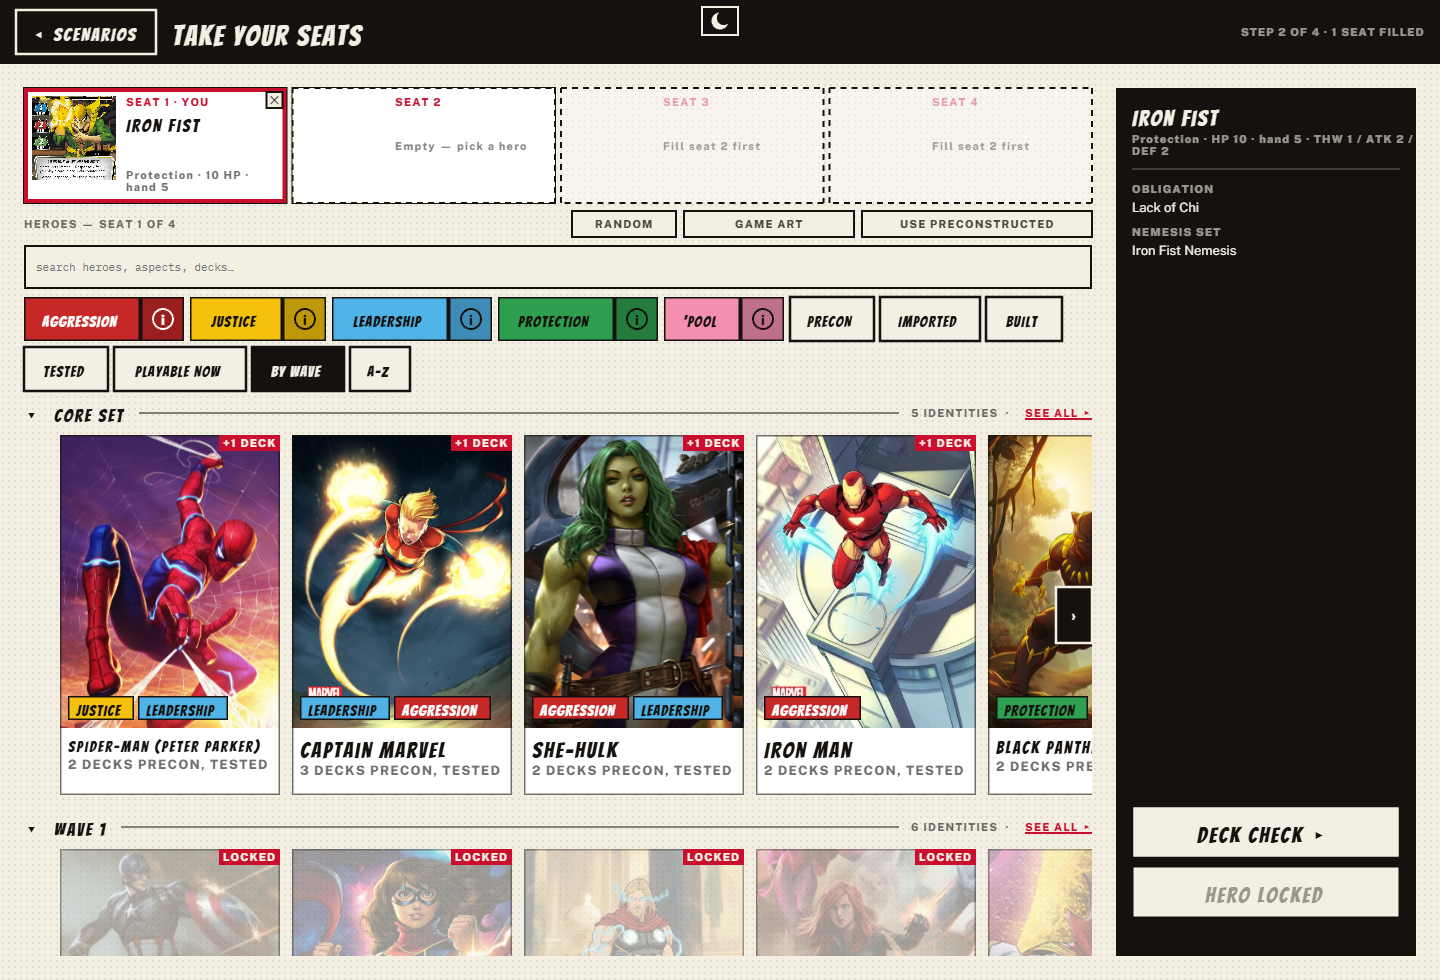 ◂ SCENARIOS
TAKE YOUR SEATS
STEP 2 OF 4 · 1 SEAT FILLED
SEAT 1 · YOU
IRON FIST
Protection · 10 HP ·
hand 5
SEAT 2
Empty — pick a hero
SEAT 3
Fill seat 2 first
SEAT 4
Fill seat 2 first
HEROES — SEAT 1 OF 4
RANDOM
GAME ART
USE PRECONSTRUCTED
search heroes, aspects, decks…
AGGRESSION
JUSTICE
LEADERSHIP
PROTECTION
'POOL
PRECON
IMPORTED
BUILT
TESTED
PLAYABLE NOW
BY WAVE
A-Z
▾ CORE SET
5 IDENTITIES ·
SEE ALL ▸
+1 DECK
+1 DECK
+1 DECK
+1 DECK
MARVEL
MARVEL
JUSTICE
LEADERSHIP
LEADERSHIP
AGGRESSION
AGGRESSION
LEADERSHIP
AGGRESSION
PROTECTION
SPIDER-MAN (PETER PARKER)
2 DECKS PRECON, TESTED
CAPTAIN MARVEL
3 DECKS PRECON, TESTED
SHE-HULK
2 DECKS PRECON, TESTED
IRON MAN
2 DECKS PRECON, TESTED
BLACK PANTH
2 DECKS PRE
▾ WAVE 1
6 IDENTITIES ·
SEE ALL ▸
LOCKED
LOCKED
LOCKED
LOCKED
IRON FIST
Protection · HP 10 · hand 5 · THW 1 / ATK 2 /
DEF 2
OBLIGATION
Lack of Chi
NEMESIS SET
Iron Fist Nemesis
DECK CHECK ▸
HERO LOCKED